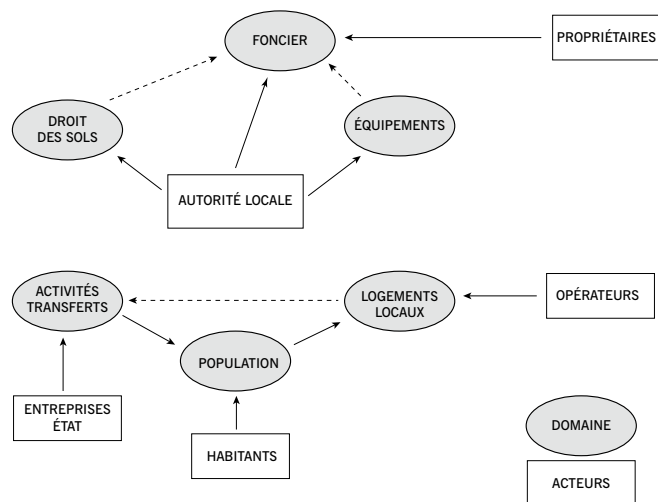 FONCIER
PROPRIÉTAIRES
DROIT
DES SOLS
ÉQUIPEMENTS
AUTORITÉ LOCALE
ACTIVITÉS
TRANSFERTS
LOGEMENTS
LOCAUX
OPÉRATEURS
POPULATION
ENTREPRISES
ÉTAT
HABITANTS
DOMAINE
ACTEURS